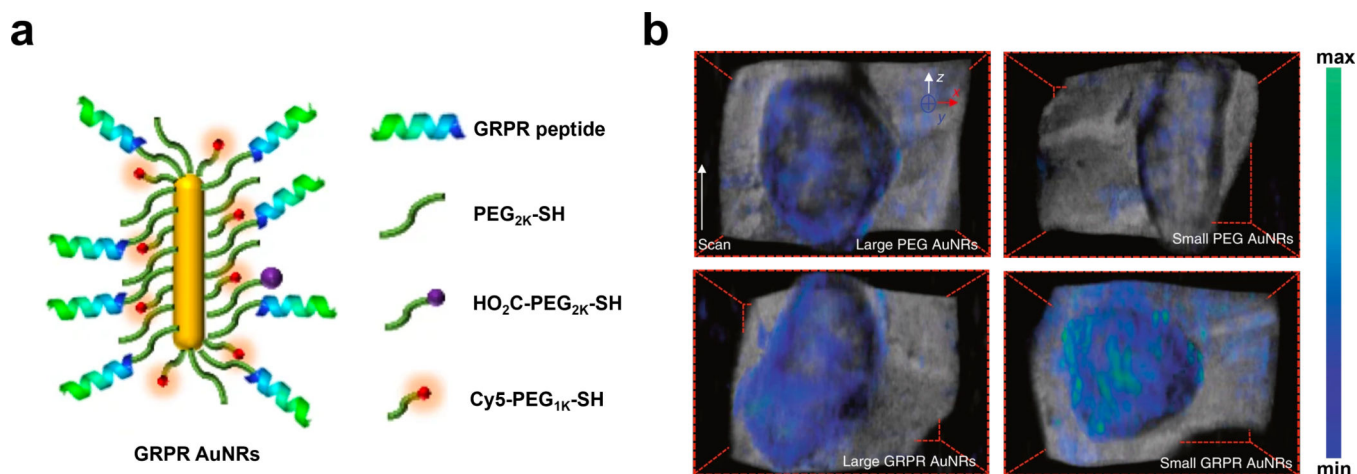 a
GRPR peptide
PEG2K-SH
HO2C-PEG2K-SH
Cy5-PEG1K-SH
GRPR AuNRs
b
z
x
y
Scan
Large PEG AuNRs
Small PEG AuNRs
Large GRPR AuNRs
Small GRPR AuNRs
max
min